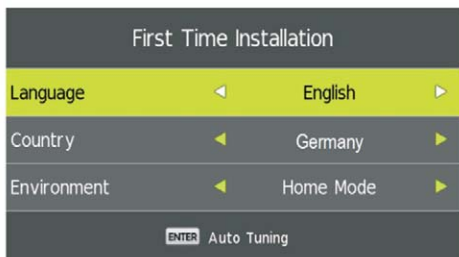 First Time Installation
Language English
Country Germany
Environment Home Mode
ENTER Auto Tuning